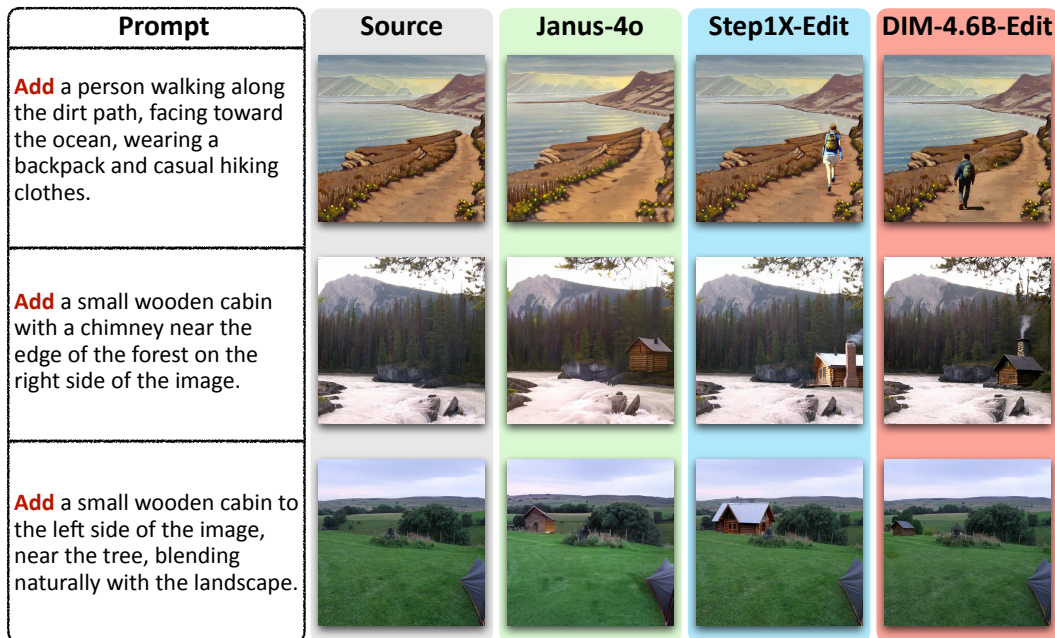 Prompt
Source
Janus-4o
Step1X-Edit
DIM-4.6B-Edit
Add a person walking along
the dirt path, facing toward
the ocean, wearing a
backpack and casual hiking
clothes.
Add a small wooden cabin
with a chimney near the
edge of the forest on the
right side of the image.
Add a small wooden cabin to
the left side of the image,
near the tree, blending
naturally with the landscape.